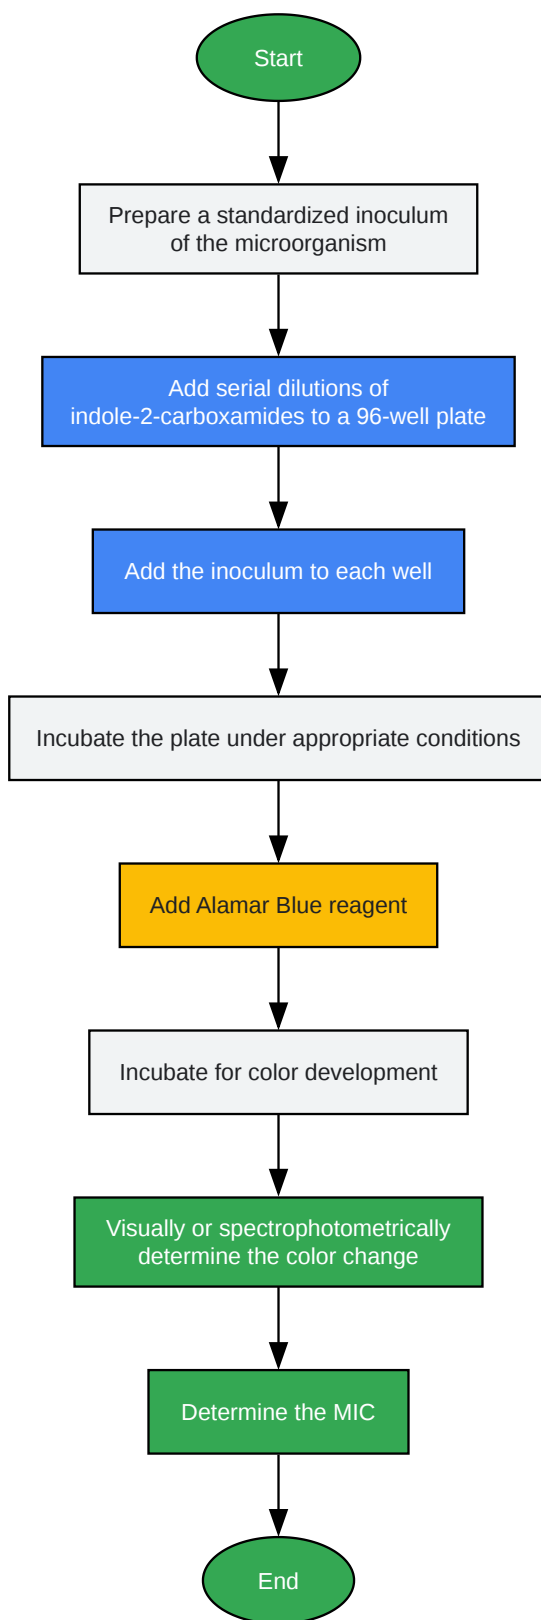 Start
Prepare a standardized inoculum
of the microorganism
Add serial dilutions of
indole-2-carboxamides to a 96-well plate
Add the inoculum to each well
Incubate the plate under appropriate conditions
Add Alamar Blue reagent
Incubate for color development
Visually or spectrophotometrically
determine the color change
Determine the MIC
End